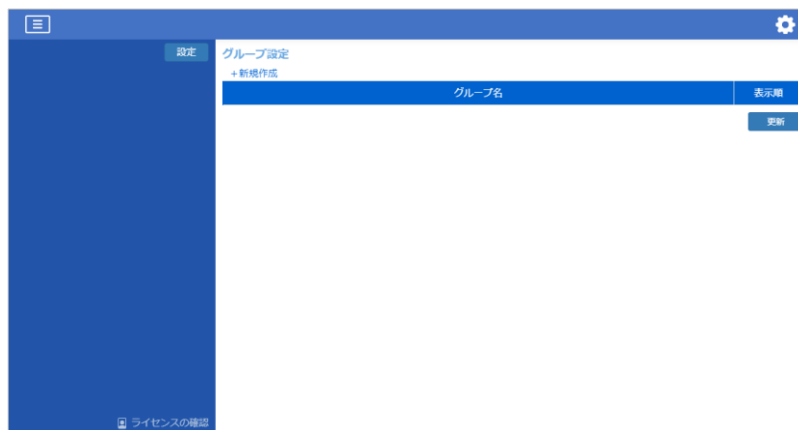 設定
グループ設定
+新規作成
グループ名
表示順
更新
ライセンスの確認